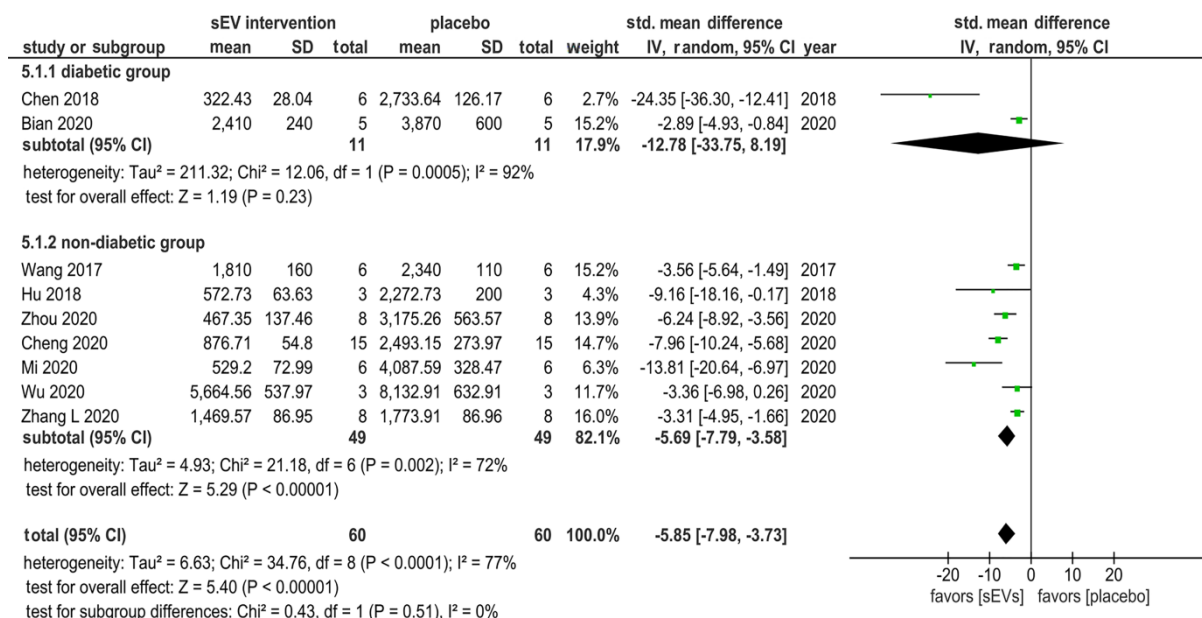 sEV intervention placebo std. mean difference std. mean difference
study or subgroup mean SD total mean SD total weight IV, random, 95% CI year IV, random, 95% CI
5.1.1 diabetic group
Chen 2018 322.43 28.04 6 2,733.64 126.17 6 2.7% -24.35 [-36.30, -12.41] 2018
Bian 2020 2,410 240 5 3,870 600 5 15.2% -2.89 [-4.93, -0.84] 2020
subtotal (95% CI) 11 11 17.9% -12.78 [-33.75, 8.19]
heterogeneity: Tau² = 211.32; Chi² = 12.06, df = 1 (P = 0.0005); I² = 92%
test for overall effect: Z = 1.19 (P = 0.23)
5.1.2 non-diabetic group
Wang 2017 1,810 160 6 2,340 110 6 15.2% -3.56 [-5.64, -1.49] 2017
Hu 2018 572.73 63.63 3 2,272.73 200 3 4.3% -9.16 [-18.16, -0.17] 2018
Zhou 2020 467.35 137.46 8 3,175.26 563.57 8 13.9% -6.24 [-8.92, -3.56] 2020
Cheng 2020 876.71 54.8 15 2,493.15 273.97 15 14.7% -7.96 [-10.24, -5.68] 2020
Mi 2020 529.2 72.99 6 4,087.59 328.47 6 6.3% -13.81 [-20.64, -6.97] 2020
Wu 2020 5,664.56 537.97 3 8,132.91 632.91 3 11.7% -3.36 [-6.98, 0.26] 2020
Zhang L 2020 1,469.57 86.95 8 1,773.91 86.96 8 16.0% -3.31 [-4.95, -1.66] 2020
subtotal (95% CI) 49 49 82.1% -5.69 [-7.79, -3.58]
heterogeneity: Tau² = 4.93; Chi² = 21.18, df = 6 (P = 0.002); I² = 72%
test for overall effect: Z = 5.29 (P < 0.00001)
total (95% CI) 60 60 100.0% -5.85 [-7.98, -3.73]
heterogeneity: Tau² = 6.63; Chi² = 34.76, df = 8 (P < 0.0001); I² = 77%
test for overall effect: Z = 5.40 (P < 0.00001)
test for subgroup differences: Chi² = 0.43, df = 1 (P = 0.51), I² = 0%
-20 -10 0 10 20
favors [sEVs] favors [placebo]